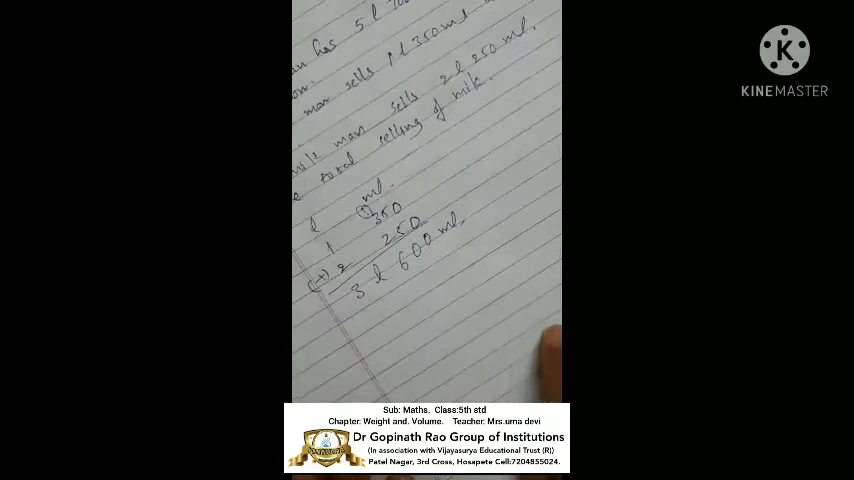 has 5 l
man sells 1 l 350 ml
man sells 2 l 250 ml.
total selling of milk.
l ml.
1 350
(+) 2 250
3 l 600 ml
KINEMASTER
Sub: Maths. Class:5th std
Chapter: Weight and. Volume. Teacher: Mrs.uma devi
Dr Gopinath Rao Group of Institutions
(In association with Vijayasurya Educational Trust (R))
Patel Nagar, 3rd Cross, Hosapete Cell:7204855024.